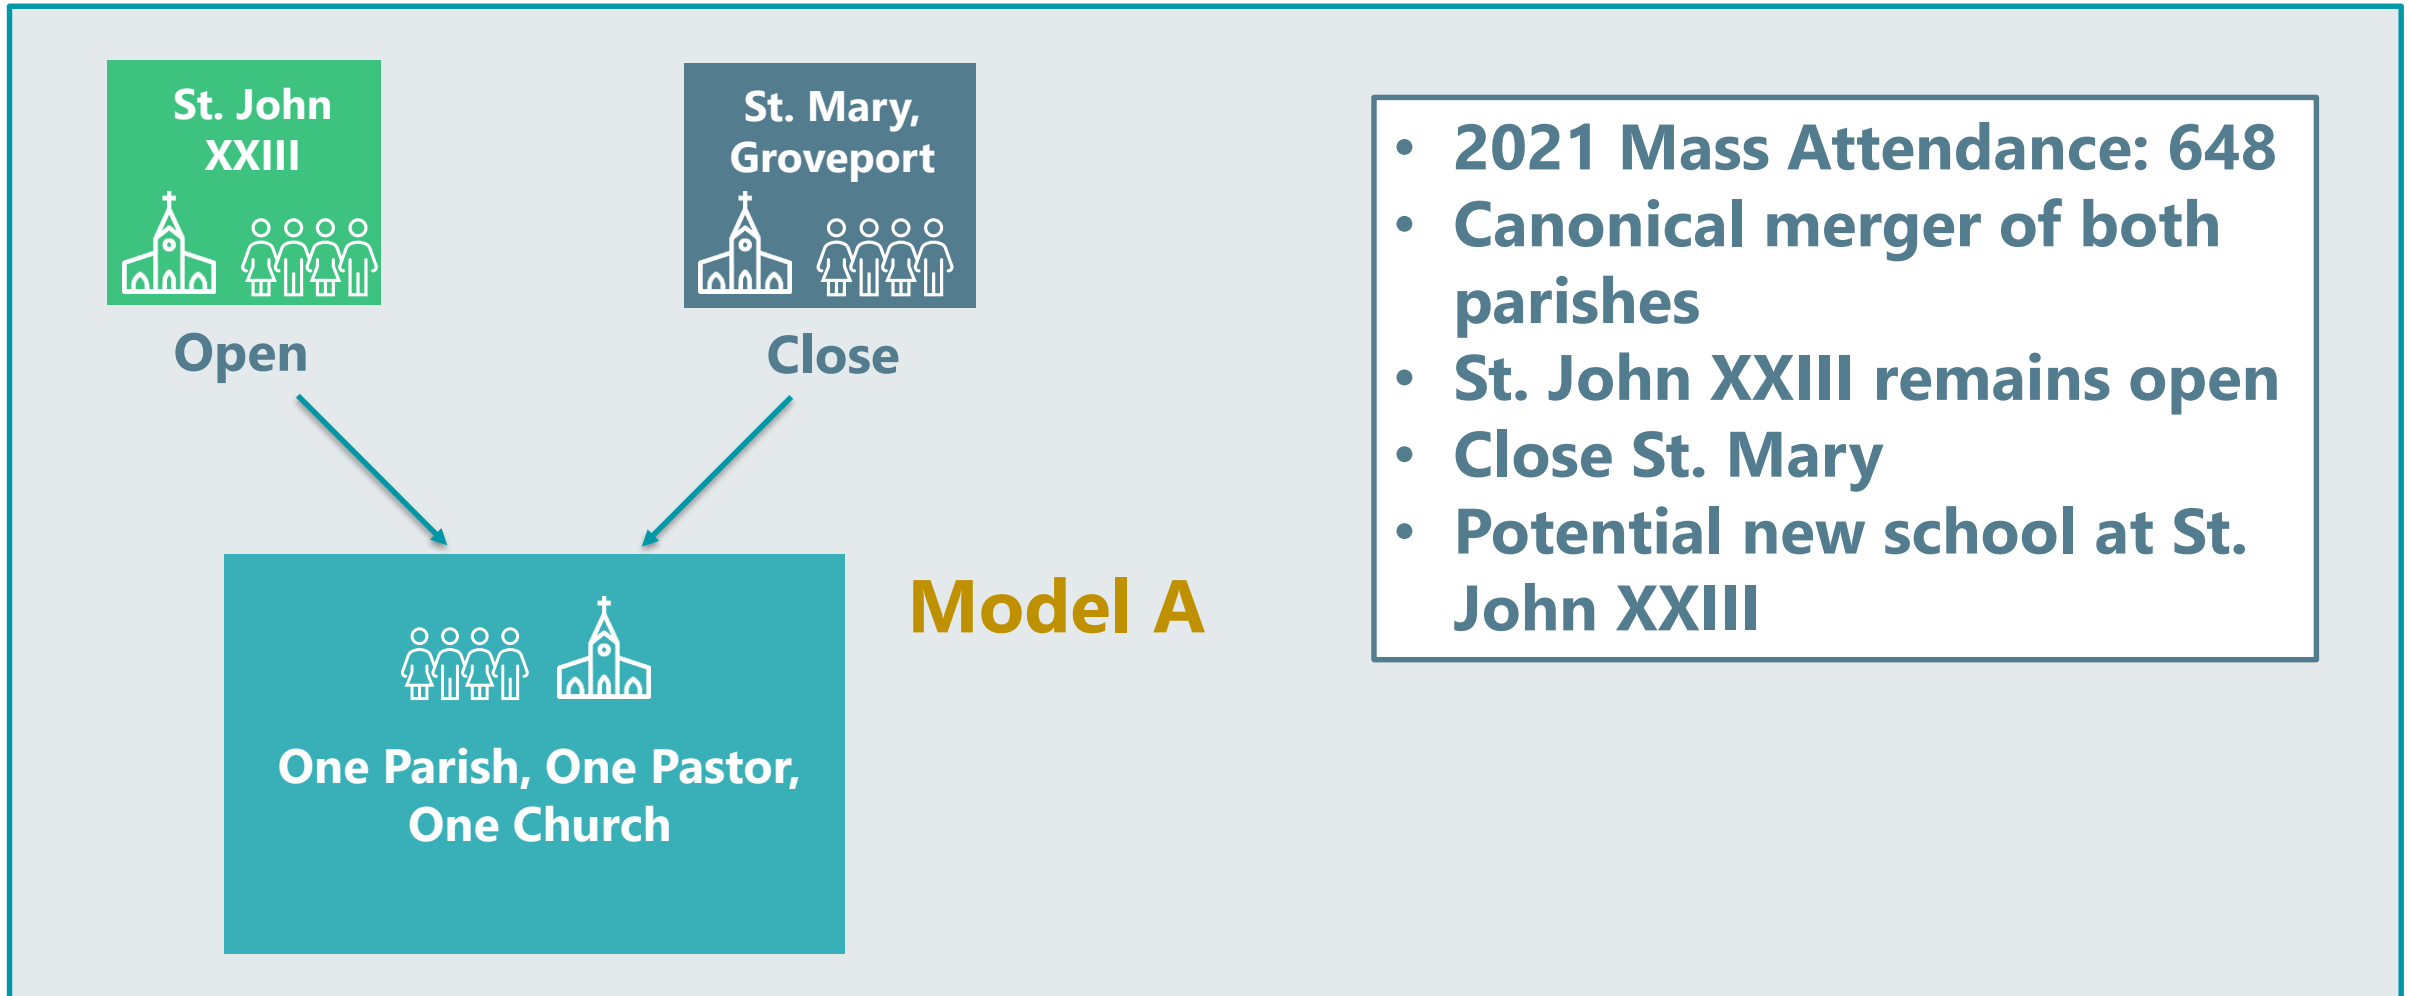 St. John
XXIII
St. Mary,
Groveport
Open
Close
One Parish, One Pastor,
One Church
Model A
• 2021 Mass Attendance: 648
• Canonical merger of both
parishes
• St. John XXIII remains open
• Close St. Mary
• Potential new school at St.
John XXIII